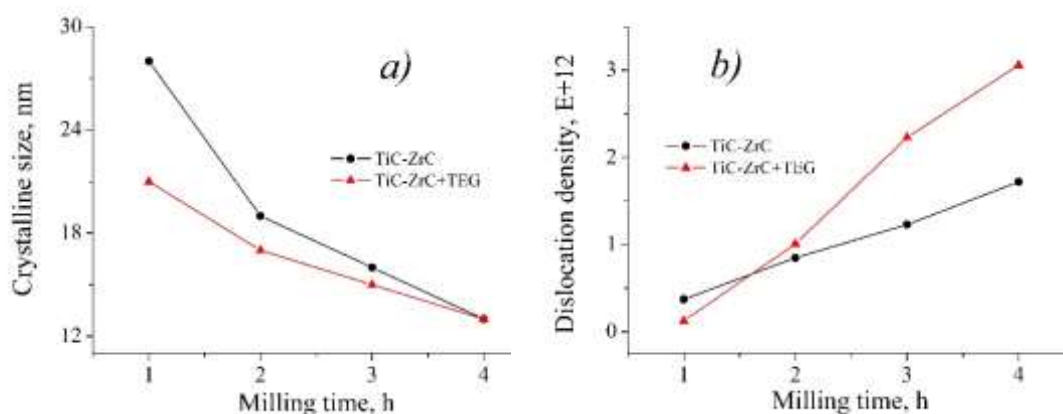 Crystalline size, nm
30
24
18
12
a)
TiC-ZrC
TiC-ZrC+TEG
1 2 3 4
Milling time, h
Dislocation density, E+12
3
2
1
0
b)
TiC-ZrC
TiC-ZrC+TEG
1 2 3 4
Milling time, h